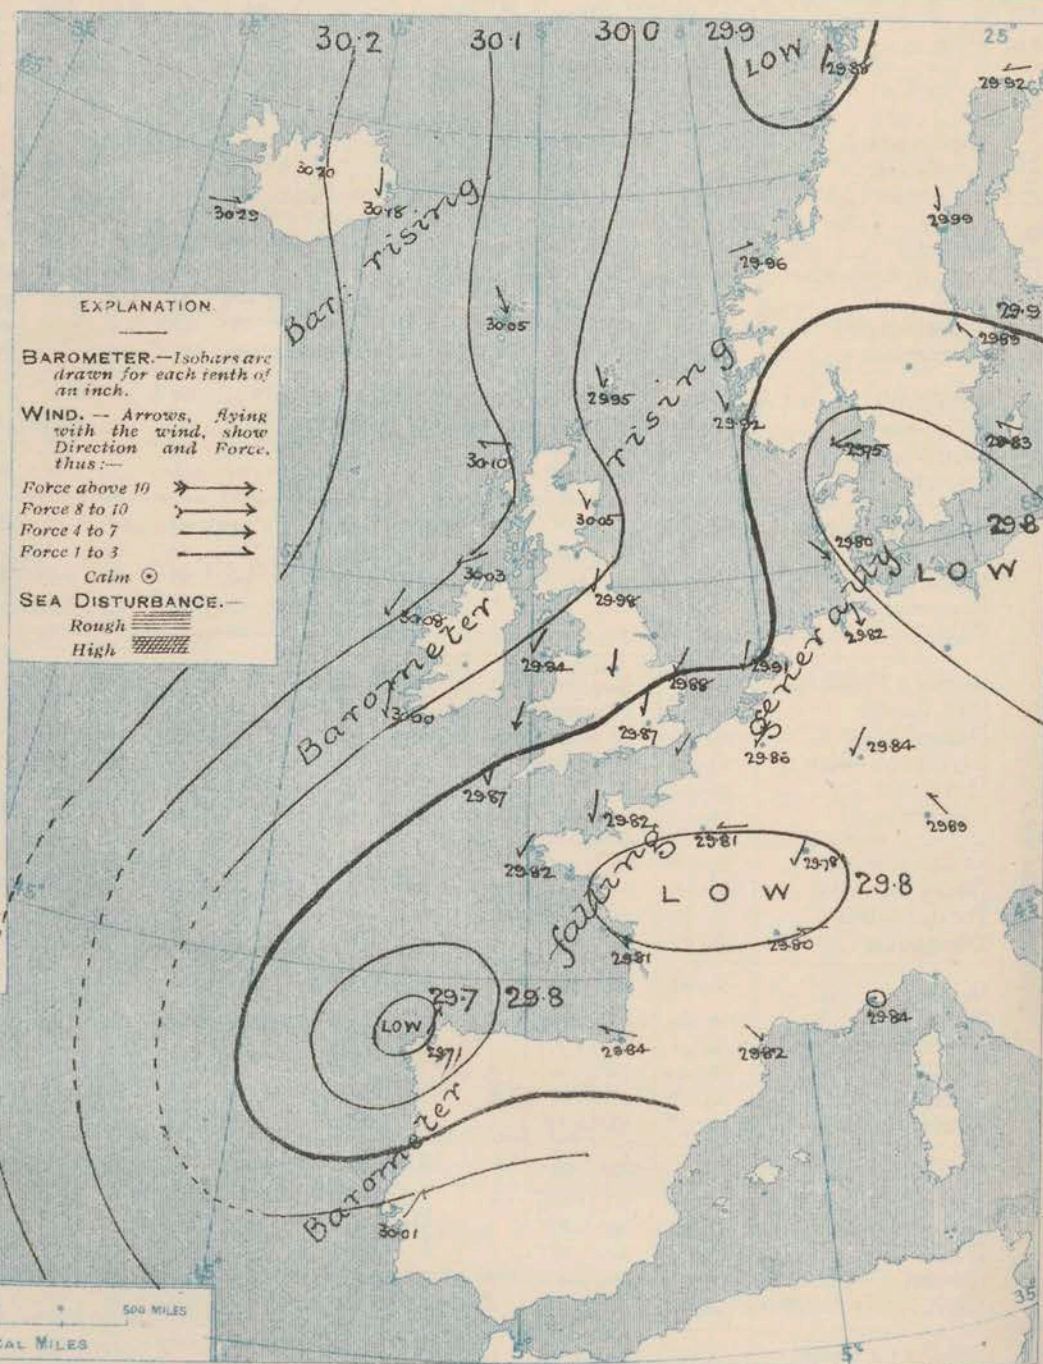 30.2
30.1
30.0
29.9
LOW
29.88
25°
29.92
30.20
30.29
30.18
29.99
29.96
Bar: rising
EXPLANATION.
BAROMETER.—Isobars are
drawn for each tenth of
an inch.
WIND. — Arrows, flying
with the wind, show
Direction and Force,
thus:—
Force above 10
Force 8 to 10
Force 4 to 7
Force 1 to 3
Calm
SEA DISTURBANCE.—
Rough
High
30.05
29.9
29.89
29.95
29.92
rising
29.83
30.10
29.75
30.05
29.8
29.80
LOW
30.03
29.98
30.08
29.82
29.94
29.91
29.88
Barometer
generally
30.00
29.87
29.86
29.84
29.87
29.82
29.89
29.81
29.78
29.82
LOW
29.8
falling
29.80
29.81
29.7
29.8
LOW
29.84
29.71
29.84
29.82
Barometer
30.01
500 MILES
CAL MILES
35
5°
5°